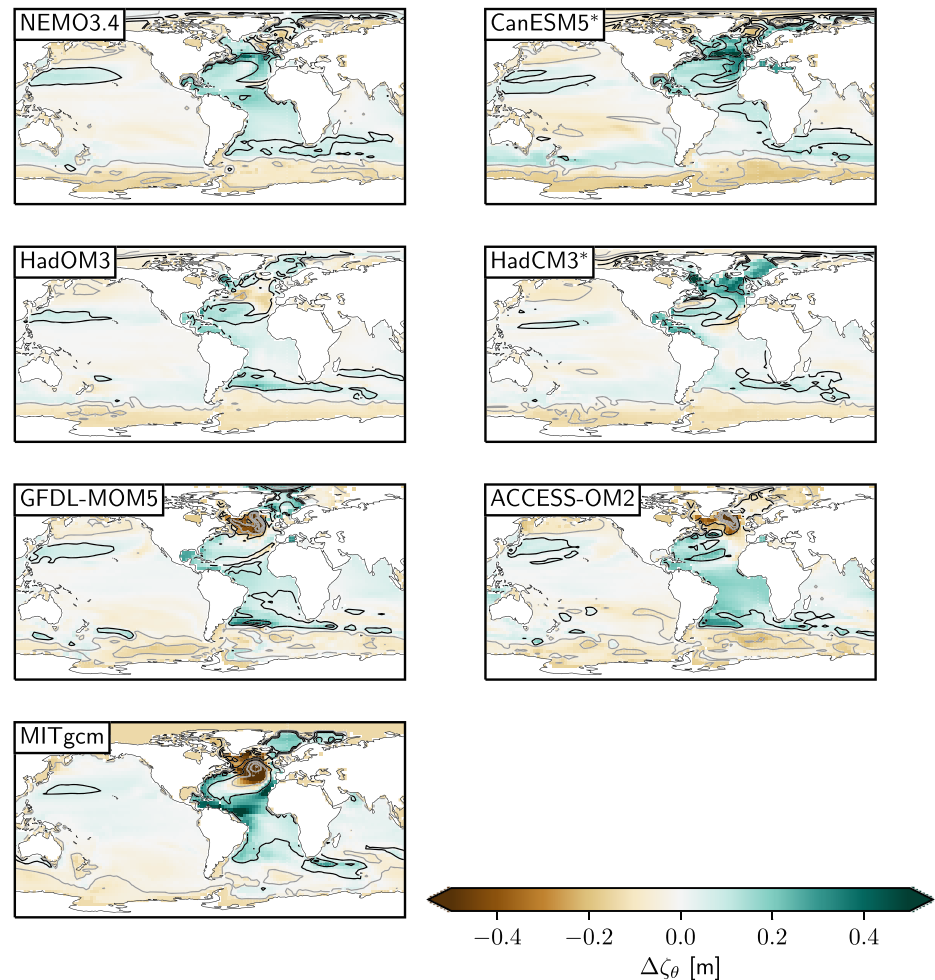 NEMO3.4
CanESM5*
HadOM3
HadCM3*
GFDL-MOM5
ACCESS-OM2
MITgcm
−0.4 −0.2 0.0 0.2 0.4
Δζθ [m]